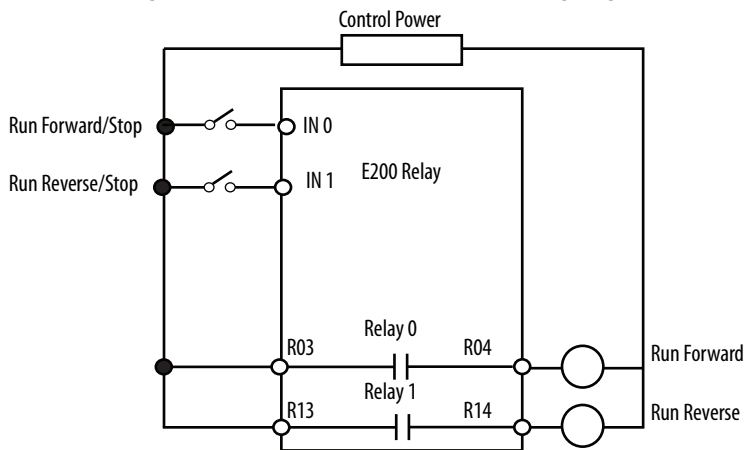 Control Power
Run Forward/Stop
IN 0
Run Reverse/Stop
IN 1
E200 Relay
Relay 0
R03
R04
Run Forward
Relay 1
R13
R14
Run Reverse